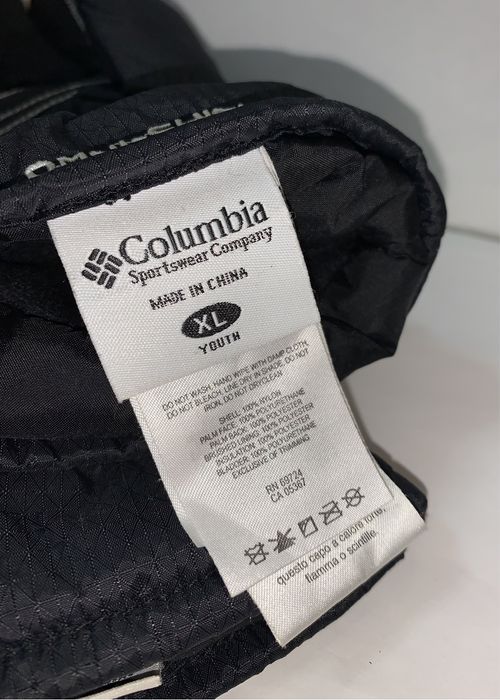 Columbia
Sportswear Company
MADE IN CHINA
XL
YOUTH
DO NOT WASH, HAND WIPE WITH DAMP CLOTH,
DO NOT BLEACH, LINE DRY IN SHADE, DO NOT
IRON, DO NOT DRYCLEAN
SHELL: 100% NYLON
PALM FACE: 100% POLYURETHANE
PALM BACK: 100% POLYESTER
BRUSHED LINING: 100% POLYESTER
INSULATION: 100% POLYESTER
BLADDER: 100% POLYURETHANE
EXCLUSIVE OF TRIMMING
RN 69724
CA 05367
questo capo a calore
fiamma o scintille.